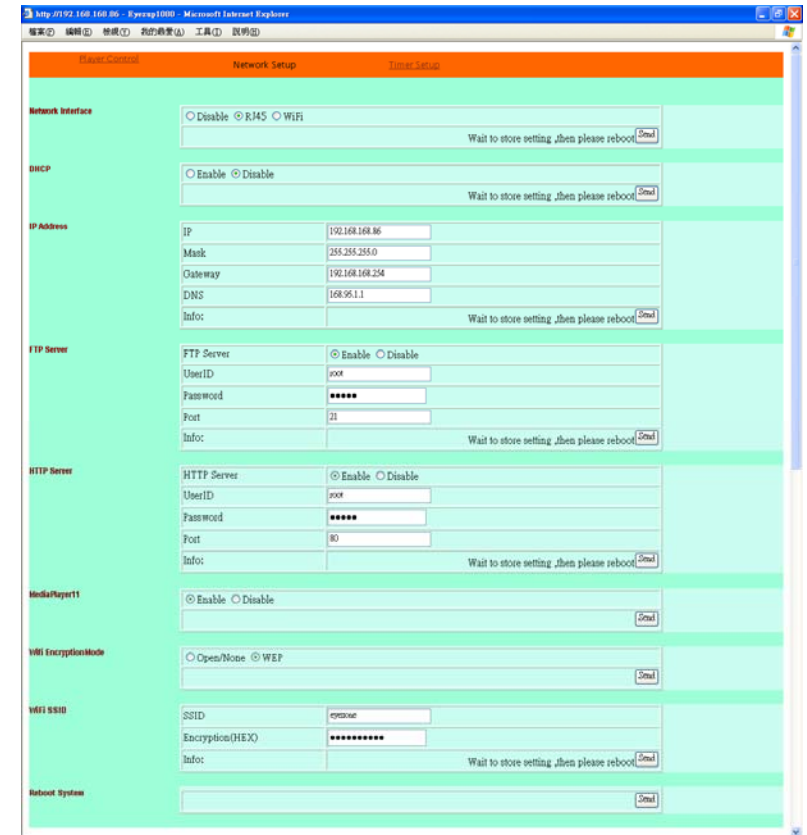 http://192.168.168.86 - Eyezup1000 - Microsoft Internet Explorer
檔案(F) 編輯(E) 檢視(V) 我的最愛(A) 工具(T) 說明(H)
Player Control Network Setup Timer Setup
Network Interface
Disable RJ45 WiFi
Wait to store setting ,then please reboot Send
DHCP
Enable Disable
Wait to store setting ,then please reboot Send
IP Address
IP 192.168.168.86
Mask 255.255.255.0
Gateway 192.168.168.254
DNS 168.95.1.1
Info: Wait to store setting ,then please reboot Send
FTP Server
FTP Server Enable Disable
UserID root
Password •••••
Port 21
Info: Wait to store setting ,then please reboot Send
HTTP Server
HTTP Server Enable Disable
UserID root
Password •••••
Port 80
Info: Wait to store setting ,then please reboot Send
MediaPlayer11
Enable Disable
Send
Wifi EncryptionMode
Open/None WEP
Send
WiFi SSID
SSID eyezone
Encryption(HEX) ••••••••••
Info: Wait to store setting ,then please reboot Send
Reboot System
Send